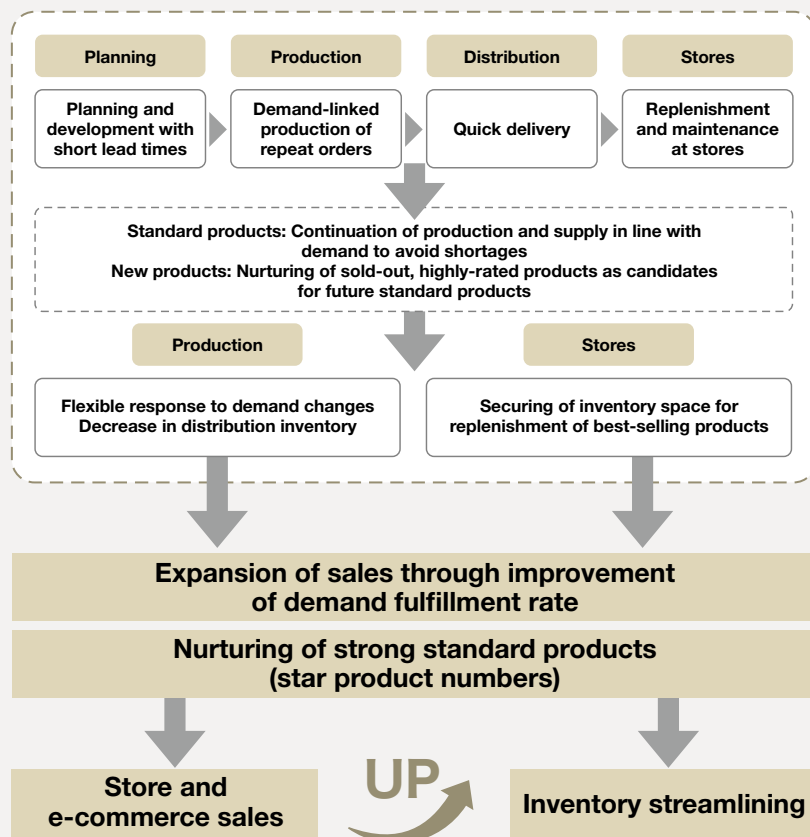 Planning
Production
Distribution
Stores
Planning and
development with
short lead times
Demand-linked
production of
repeat orders
Quick delivery
Replenishment
and maintenance
at stores
Standard products: Continuation of production and supply in line with
demand to avoid shortages
New products: Nurturing of sold-out, highly-rated products as candidates
for future standard products
Production
Stores
Flexible response to demand changes
Decrease in distribution inventory
Securing of inventory space for
replenishment of best-selling products
Expansion of sales through improvement
of demand fulfillment rate
Nurturing of strong standard products
(star product numbers)
Store and
e-commerce sales
UP
Inventory streamlining